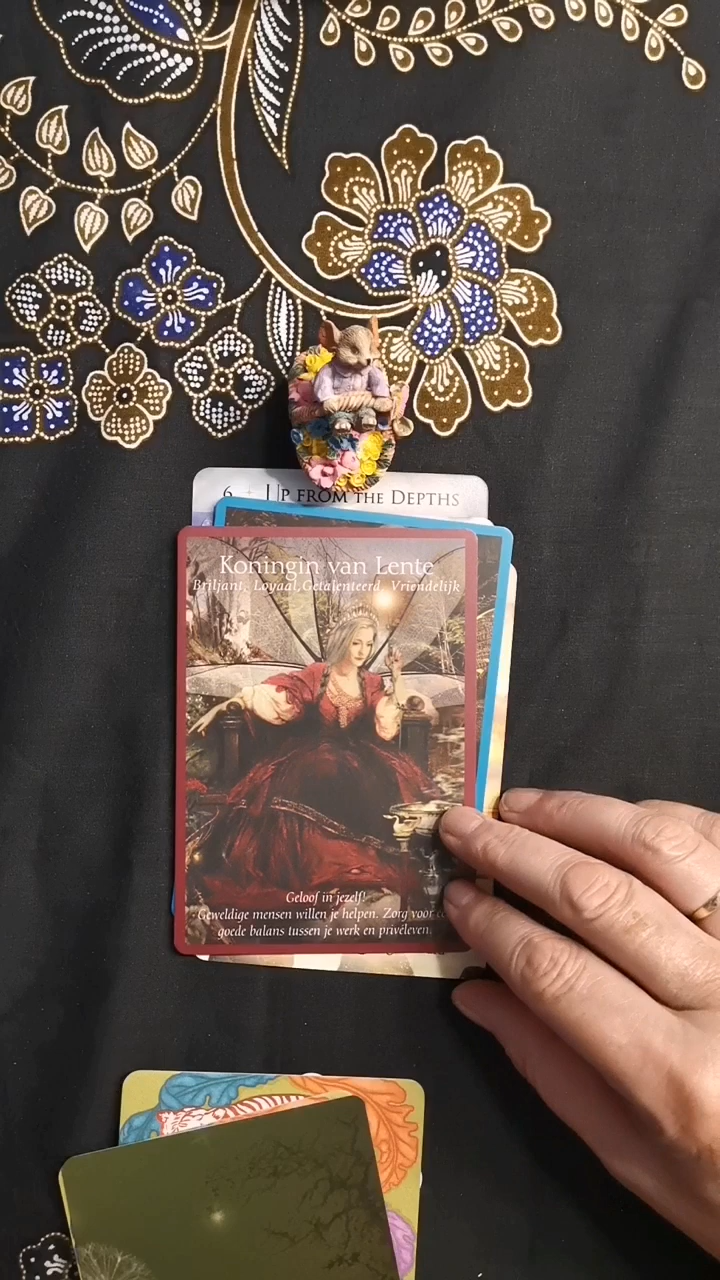 6 Up from the Depths
Koningin van Lente
Briljant, Loyaal, Getalenteerd, Vriendelijk
Geloof in jezelf!
Geweldige mensen willen je helpen. Zorg voor
goede balans tussen je werk en privéleven.